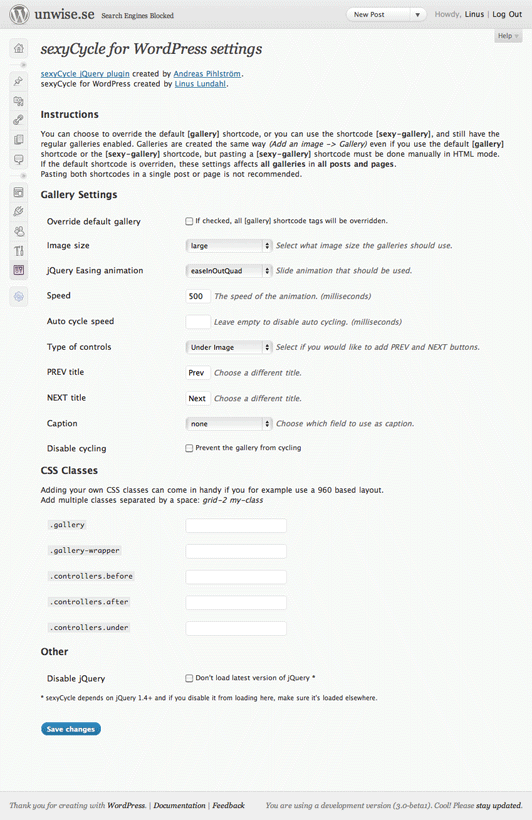 unwise.se Search Engines Blocked New Post Howdy, Linus | Log Out
Help
sexyCycle for WordPress settings
sexyCycle jQuery plugin created by Andreas Pihlström.
sexyCycle for WordPress created by Linus Lundahl.
Instructions
You can choose to override the default [gallery] shortcode, or you can use the shortcode [sexy-gallery], and still have the
regular galleries enabled. Galleries are created the same way (Add an image -> Gallery) even if you use the default [gallery]
shortcode or the [sexy-gallery] shortcode, but pasting a [sexy-gallery] shortcode must be done manually in HTML mode.
If the default shortcode is overriden, these settings affects all galleries in all posts and pages.
Pasting both shortcodes in a single post or page is not recommended.
Gallery Settings
Override default gallery If checked, all [gallery] shortcode tags will be overridden.
Image size large Select what image size the galleries should use.
jQuery Easing animation easeInOutQuad Slide animation that should be used.
Speed 500 The speed of the animation. (milliseconds)
Auto cycle speed Leave empty to disable auto cycling. (milliseconds)
Type of controls Under Image Select if you would like to add PREV and NEXT buttons.
PREV title Prev Choose a different title.
NEXT title Next Choose a different title.
Caption none Choose which field to use as caption.
Disable cycling Prevent the gallery from cycling
CSS Classes
Adding your own CSS classes can come in handy if you for example use a 960 based layout.
Add multiple classes separated by a space: grid-2 my-class
.gallery
.gallery-wrapper
.controllers.before
.controllers.after
.controllers.under
Other
Disable jQuery Don't load latest version of jQuery *
* sexyCycle depends on jQuery 1.4+ and if you disable it from loading here, make sure it's loaded elsewhere.
Save changes
Thank you for creating with WordPress. | Documentation | Feedback You are using a development version (3.0-beta1). Cool! Please stay updated.